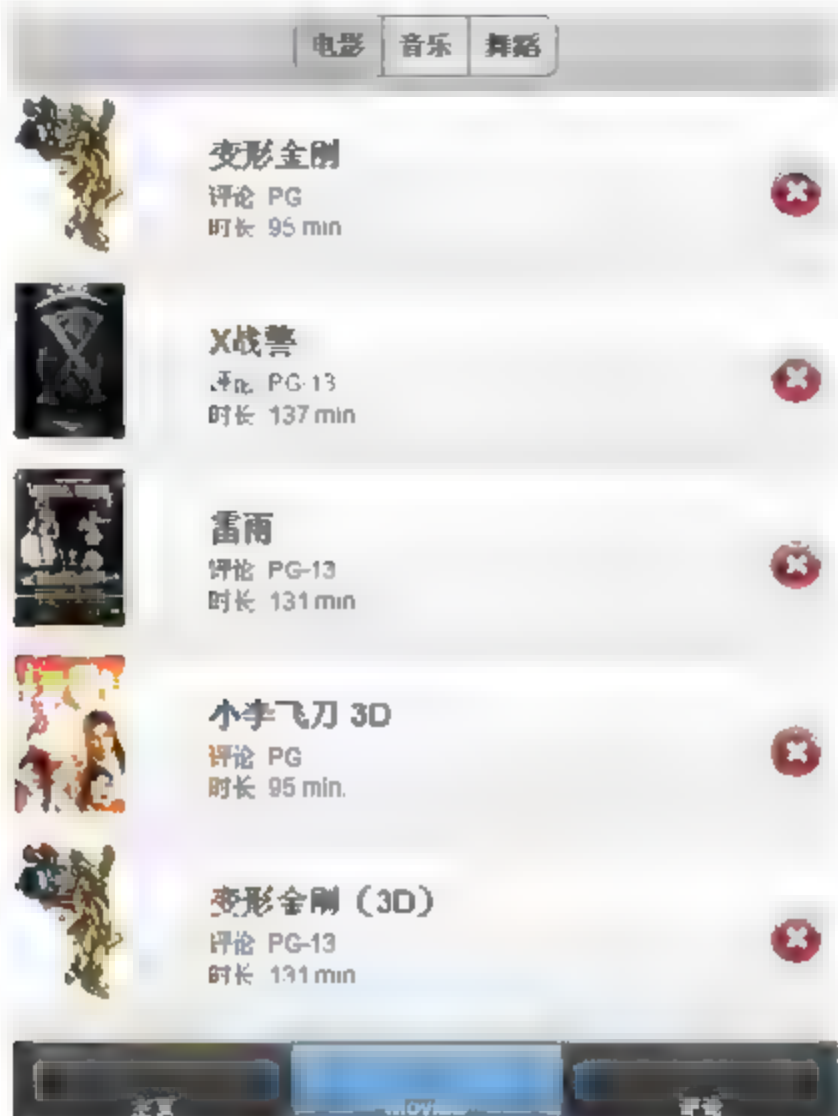 电影 音乐 舞蹈
变形金刚
评论 PG
时长 95 min
X战警
评论 PG-13
时长 137 min
雷雨
评论 PG-13
时长 131 min
小李飞刀 3D
评论 PG
时长 95 min.
变形金刚（3D）
评论 PG-13
时长 131 min